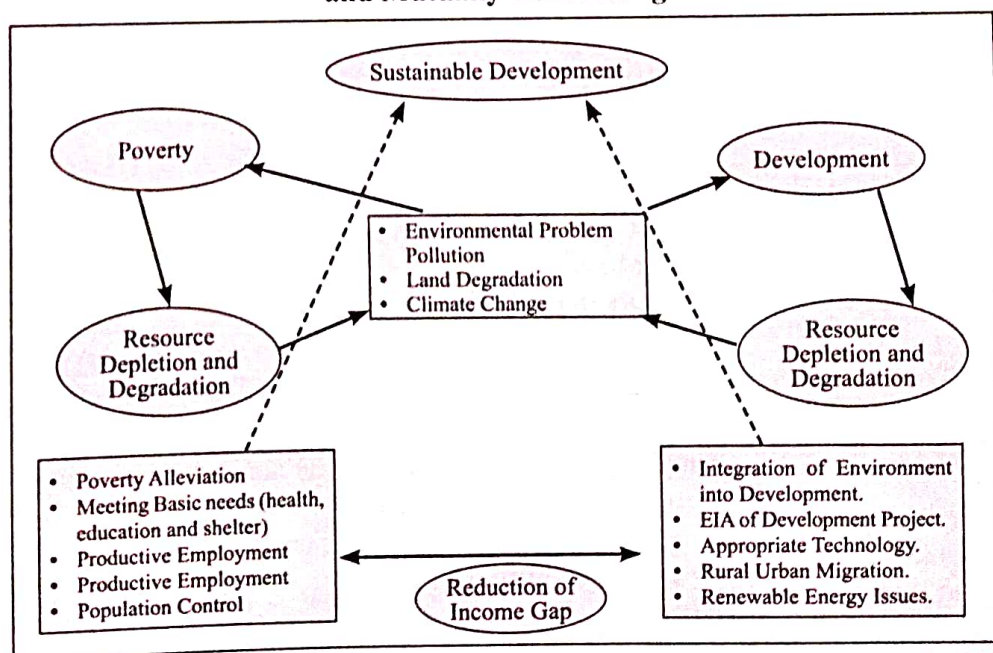 Sustainable Development
Poverty
Development
• Environmental Problem
Pollution
• Land Degradation
• Climate Change
Resource
Depletion and
Degradation
Resource
Depletion and
Degradation
• Poverty Alleviation
• Meeting Basic needs (health,
education and shelter)
• Productive Employment
• Productive Employment
• Population Control
Reduction of
Income Gap
• Integration of Environment
into Development.
• EIA of Development Project.
• Appropriate Technology.
• Rural Urban Migration.
• Renewable Energy Issues.